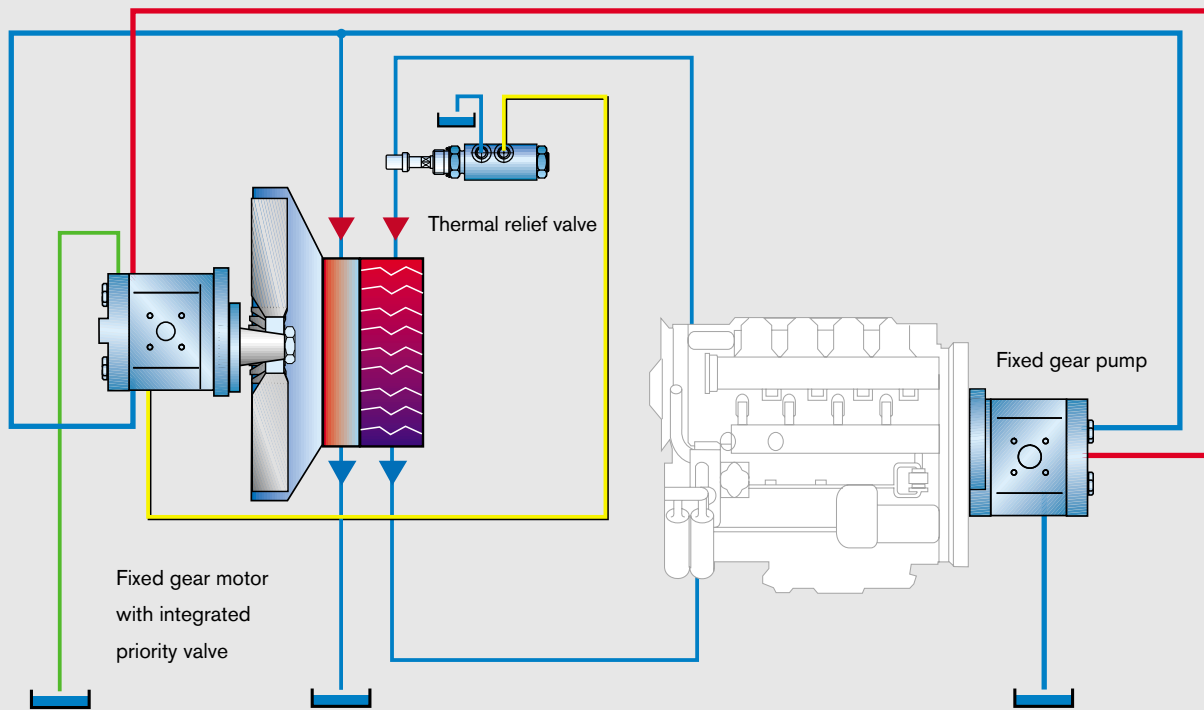 Thermal relief valve
Fixed gear pump
Fixed gear motor
with integrated
priority valve